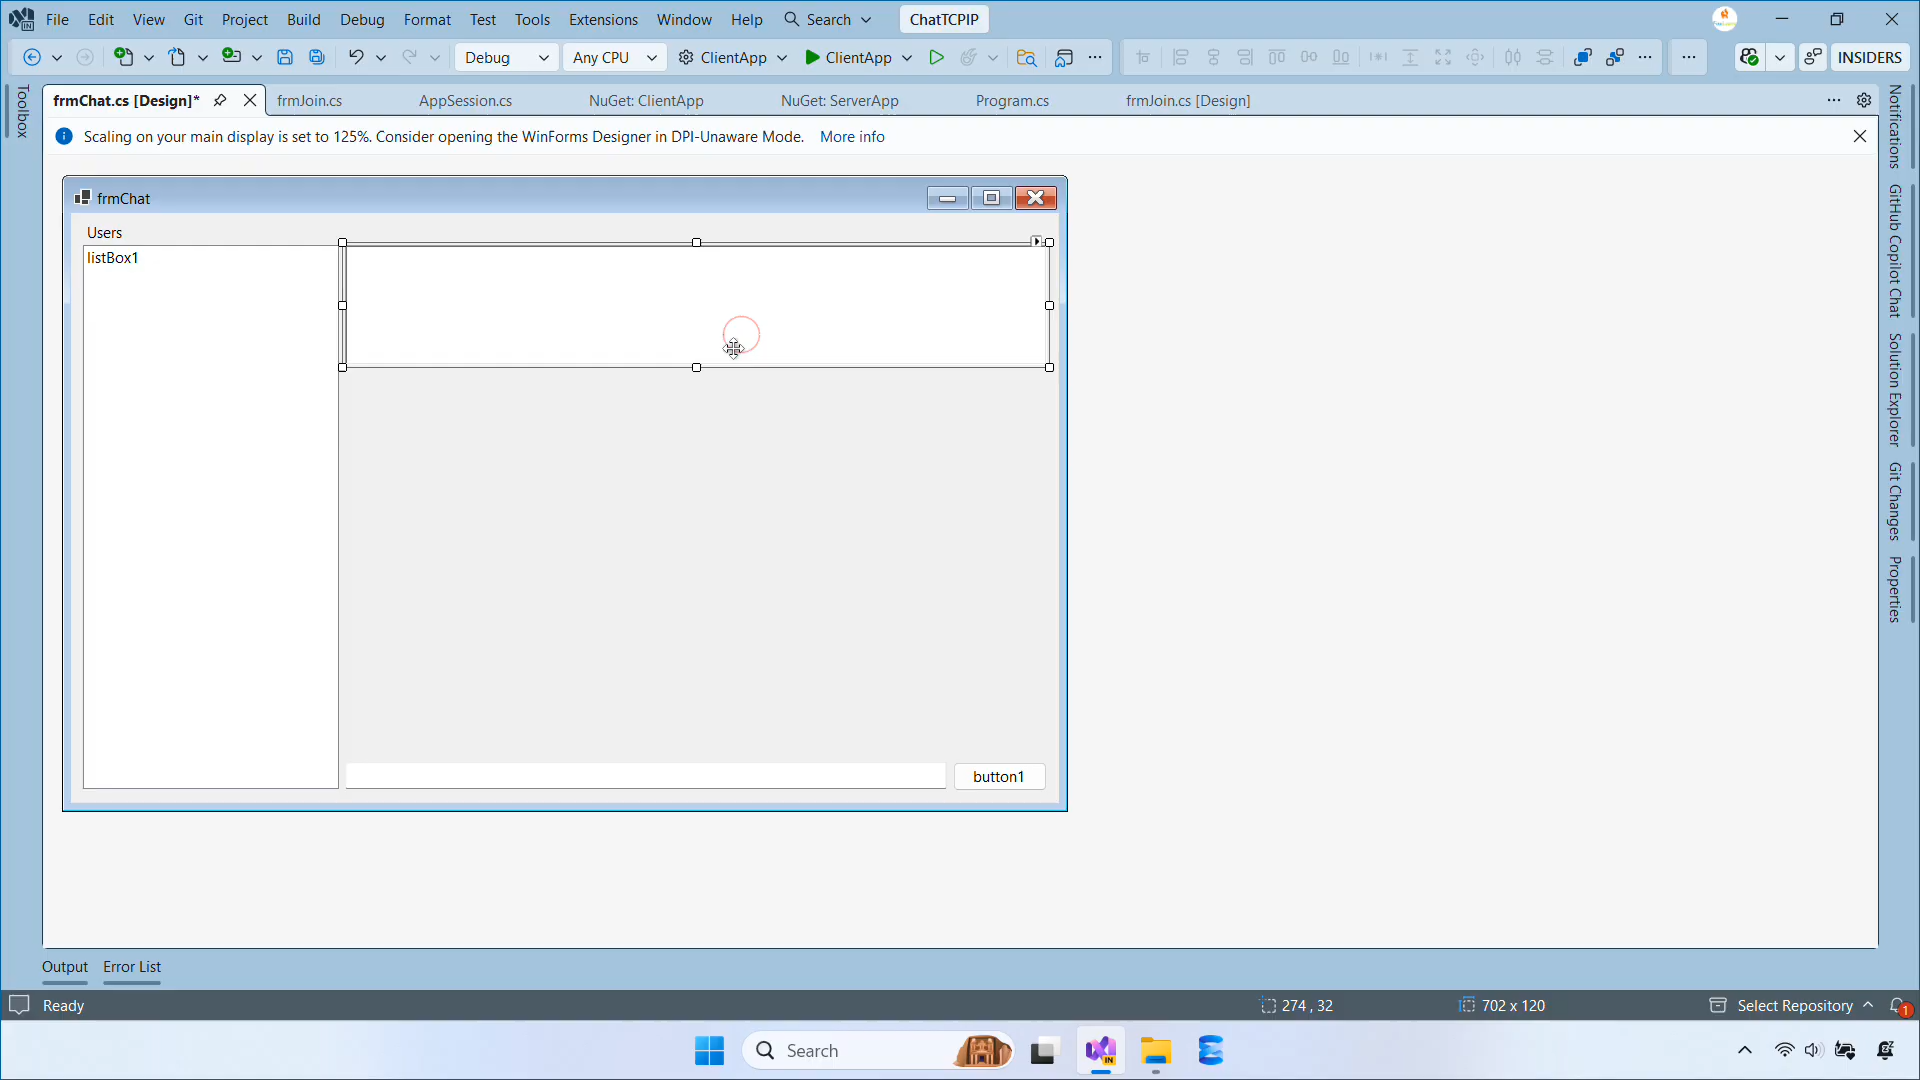 File Edit View Git Project Build Debug Format Test Tools Extensions Window Help Search ChatTCPIP
Debug Any CPU ClientApp ClientApp INSIDERS
frmChat.cs [Design]* frmJoin.cs AppSession.cs NuGet: ClientApp NuGet: ServerApp Program.cs frmJoin.cs [Design]
Toolbox
Scaling on your main display is set to 125%. Consider opening the WinForms Designer in DPI-Unaware Mode. More info
frmChat
Users
listBox1
button1
Notifications
GitHub Copilot Chat
Solution Explorer
Git Changes
Properties
Output Error List
Ready 274 , 32 702 x 120 Select Repository 1
Search IN